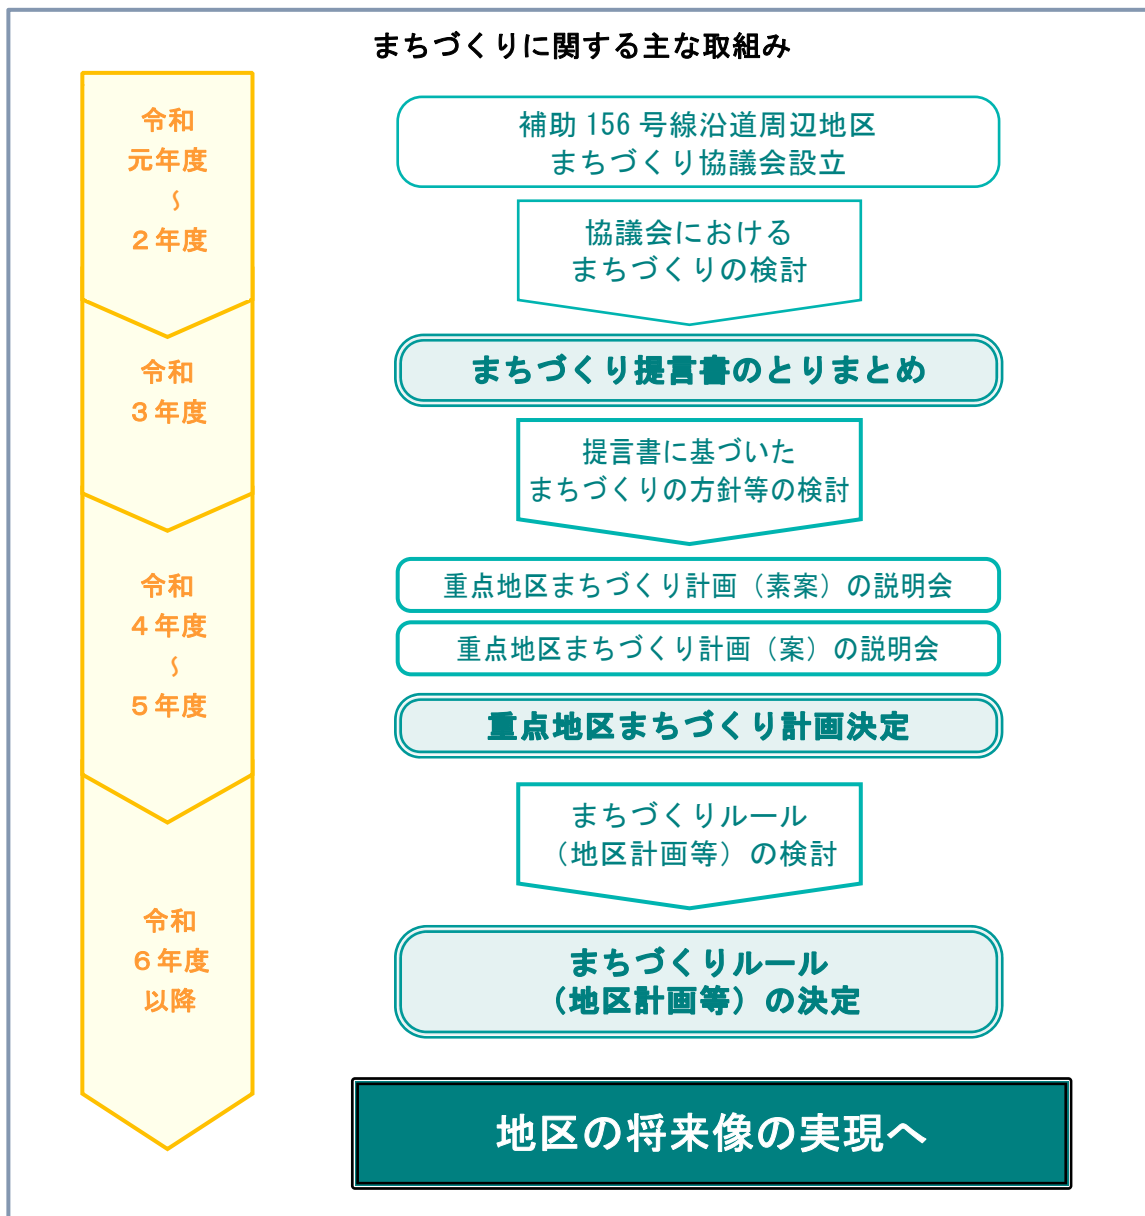 まちづくりに関する主な取組み
令和
元年度
～
２年度
補助 156 号線沿道周辺地区
まちづくり協議会設立
協議会における
まちづくりの検討
令和
３年度
まちづくり提言書のとりまとめ
提言書に基づいた
まちづくりの方針等の検討
令和
４年度
～
５年度
重点地区まちづくり計画（素案）の説明会
重点地区まちづくり計画（案）の説明会
重点地区まちづくり計画決定
令和
６年度
以降
まちづくりルール
（地区計画等）の検討
まちづくりルール
（地区計画等）の決定
地区の将来像の実現へ